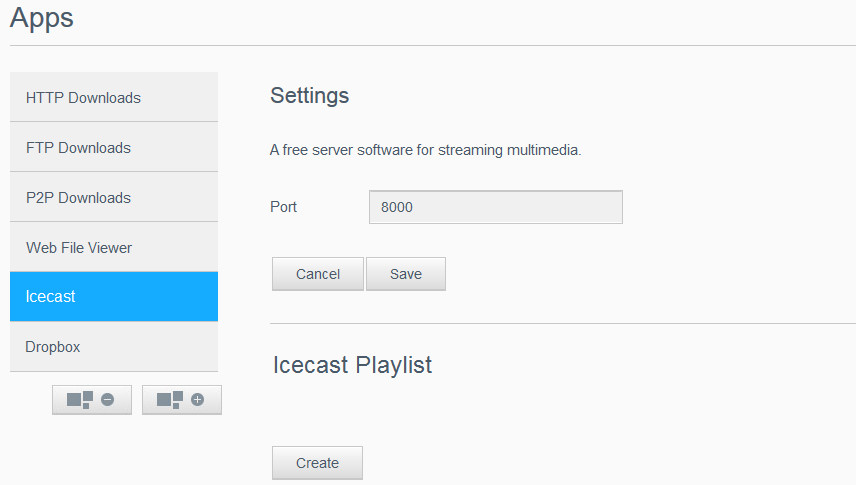 Apps
HTTP Downloads
FTP Downloads
P2P Downloads
Web File Viewer
Icecast
Dropbox
Settings
A free server software for streaming multimedia.
Port 8000
Cancel Save
Icecast Playlist
Create